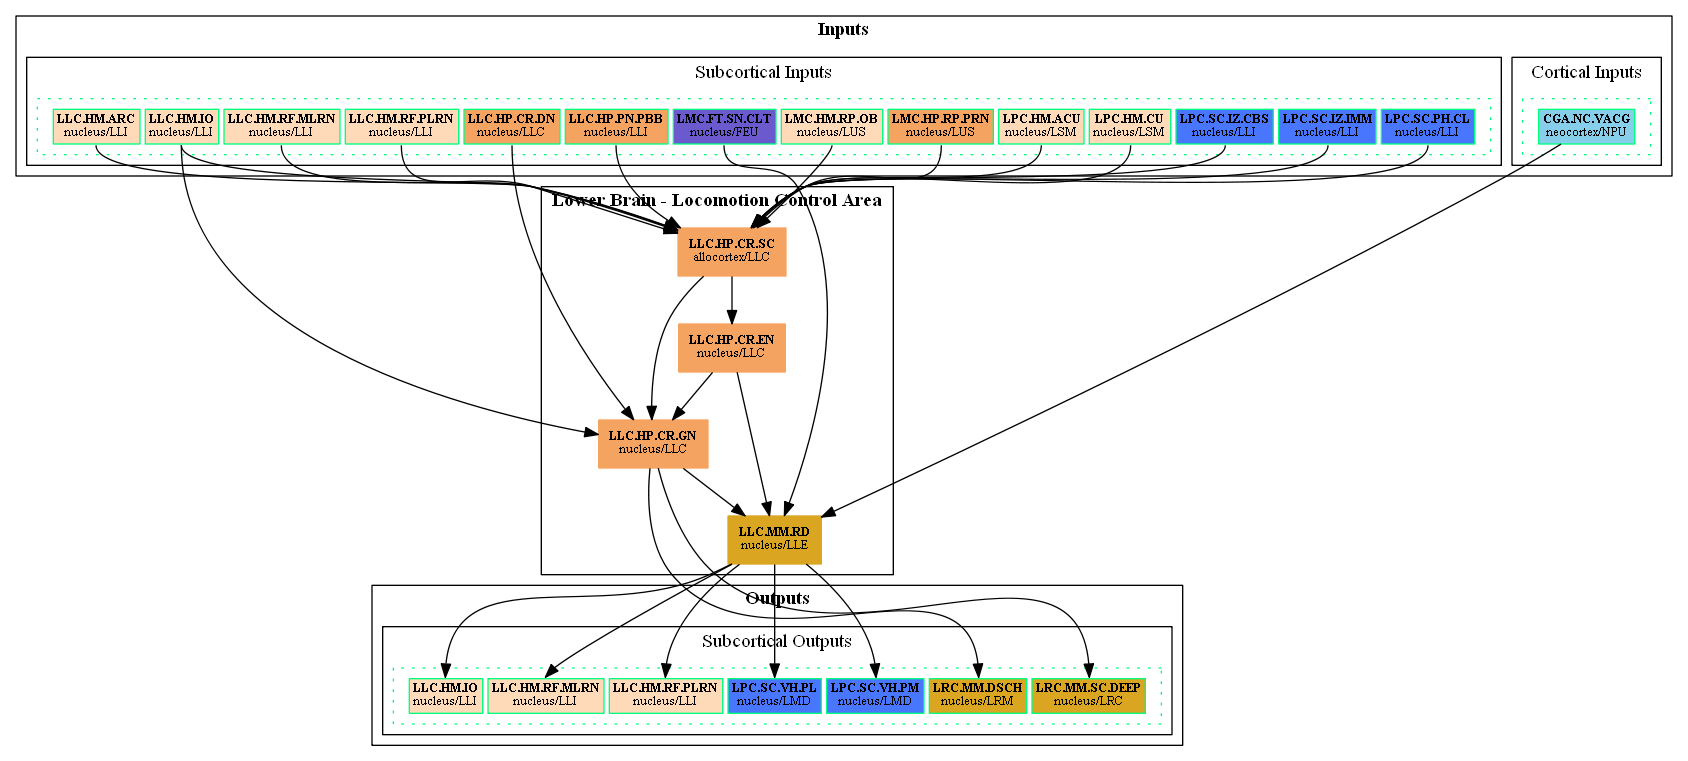 Inputs
Subcortical Inputs
Cortical Inputs
LLC.HM.ARC
nucleus/LLI
LLC.HM.IO
nucleus/LLI
LLC.HM.RF.MLRN
nucleus/LLI
LLC.HM.RF.PLRN
nucleus/LLI
LLC.HP.CR.DN
nucleus/LLC
LLC.HP.PN.PBB
nucleus/LLI
LMC.FT.SN.CLT
nucleus/FEU
LMC.HM.RP.OB
nucleus/LUS
LMC.HP.RP.PRN
nucleus/LUS
LPC.HM.ACU
nucleus/LSM
LPC.HM.CU
nucleus/LSM
LPC.SC.IZ.CBS
nucleus/LLI
LPC.SC.IZ.IMM
nucleus/LLI
LPC.SC.PH.CL
nucleus/LLI
CGA.NC.VACG
neocortex/NPU
Lower Brain - Locomotion Control Area
LLC.HP.CR.SC
allocortex/LLC
LLC.HP.CR.EN
nucleus/LLC
LLC.HP.CR.GN
nucleus/LLC
LLC.MM.RD
nucleus/LLE
Outputs
Subcortical Outputs
LLC.HM.IO
nucleus/LLI
LLC.HM.RF.MLRN
nucleus/LLI
LLC.HM.RF.PLRN
nucleus/LLI
LPC.SC.VH.PL
nucleus/LMD
LPC.SC.VH.PM
nucleus/LMD
LRC.MM.DSCH
nucleus/LRM
LRC.MM.SC.DEEP
nucleus/LRC